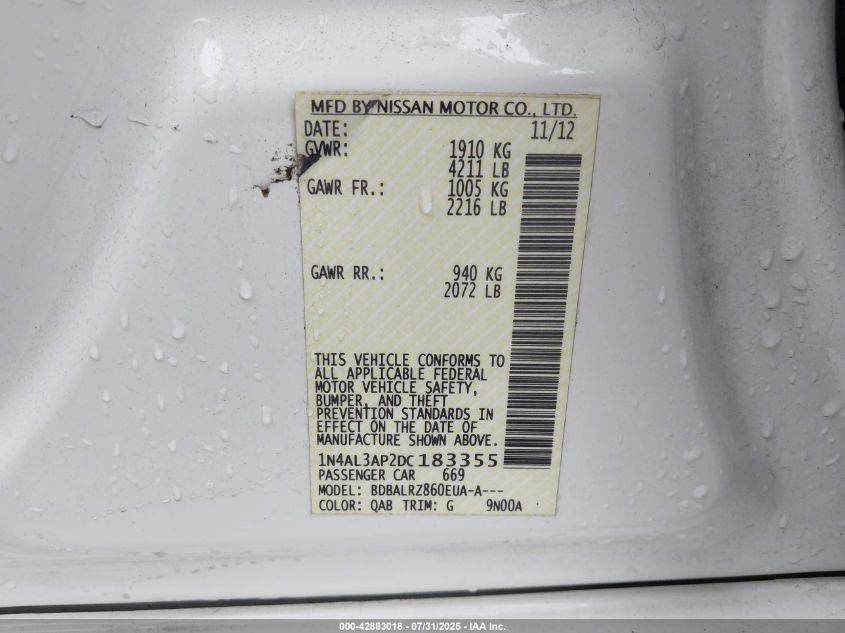 MFD BY NISSAN MOTOR CO., LTD.
DATE: 11/12
GVWR: 1910 KG
4211 LB
GAWR FR.: 1005 KG
2216 LB
GAWR RR.: 940 KG
2072 LB
THIS VEHICLE CONFORMS TO
ALL APPLICABLE FEDERAL
MOTOR VEHICLE SAFETY,
BUMPER, AND THEFT
PREVENTION STANDARDS IN
EFFECT ON THE DATE OF
MANUFACTURE SHOWN ABOVE.
1N4AL3AP2DC183355
PASSENGER CAR 669
MODEL: BDBALRZ860EUA-A---
COLOR: QAB TRIM: G 9N00A
000-42883018 - 07/31/2025 - IAA Inc.